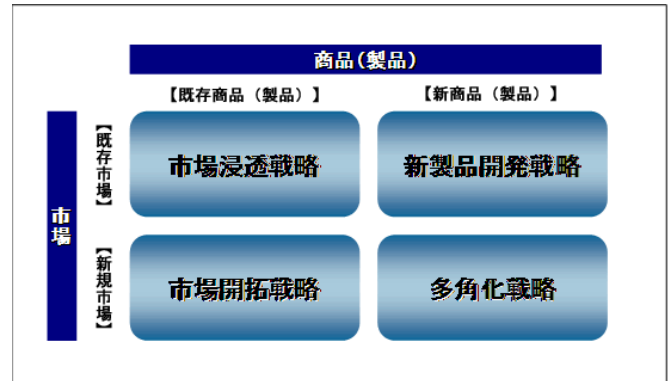 商品(製品)
【既存商品(製品)】
【新商品(製品)】
市場
【既存市場】
市場浸透戦略
新製品開発戦略
【新規市場】
市場開拓戦略
多角化戦略